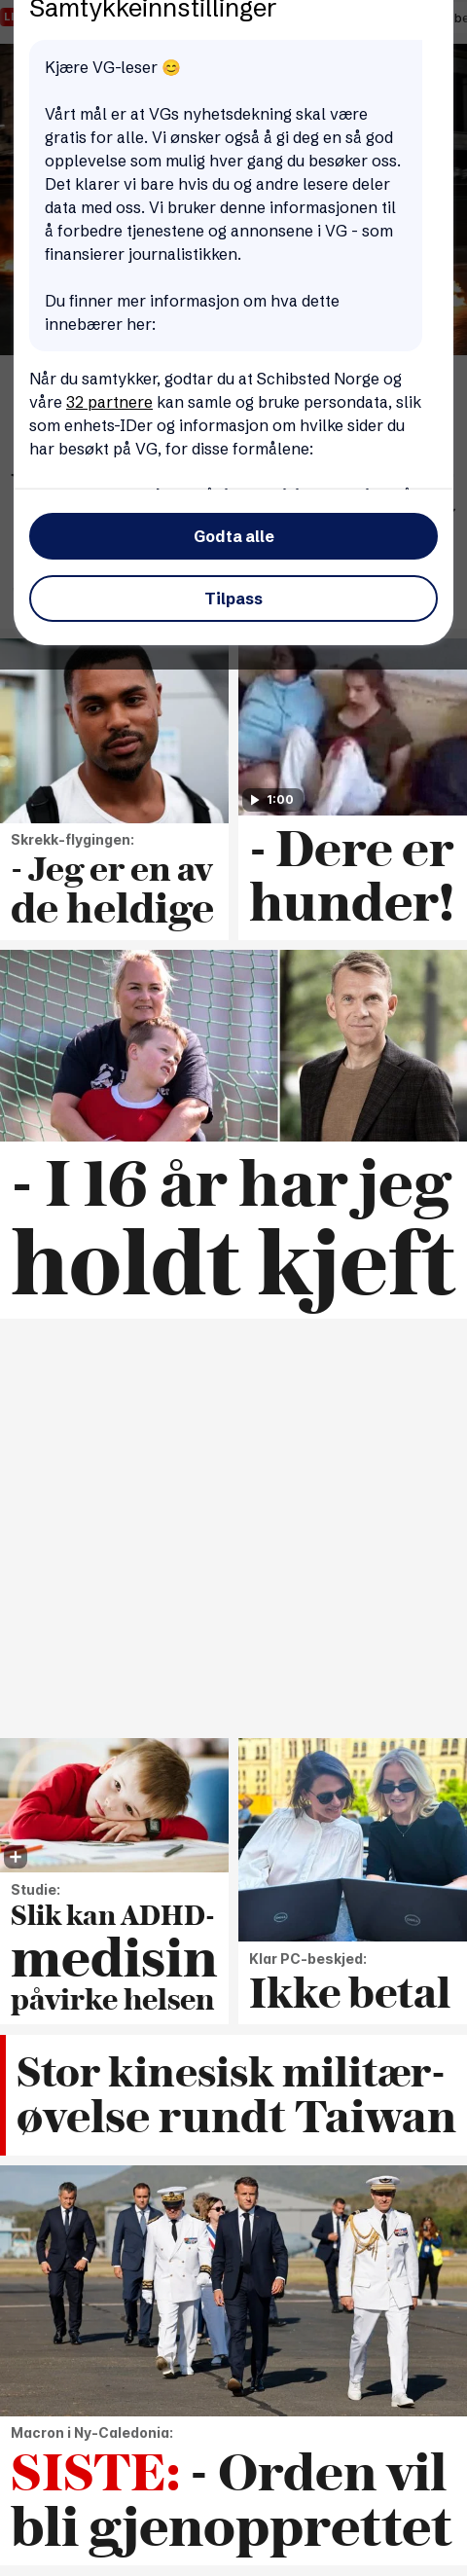 Samtykkeinnstillinger
Kjære VG-leser 😊
Vårt mål er at VGs nyhetsdekning skal være
gratis for alle. Vi ønsker også å gi deg en så god
opplevelse som mulig hver gang du besøker oss.
Det klarer vi bare hvis du og andre lesere deler
data med oss. Vi bruker denne informasjonen til
å forbedre tjenestene og annonsene i VG - som
finansierer journalistikken.
Du finner mer informasjon om hva dette
innebærer her:
Når du samtykker, godtar du at Schibsted Norge og
våre 32 partnere kan samle og bruke persondata, slik
som enhets-IDer og informasjon om hvilke sider du
har besøkt på VG, for disse formålene:
Godta alle
Tilpass
Skrekk-flygingen:
- Jeg er en av
de heldige
1:00
- Dere er
hunder!
- I 16 år har jeg
holdt kjeft
Studie:
Slik kan ADHD-
medisin
påvirke helsen
Klar PC-beskjed:
Ikke betal
Stor kinesisk militær-
øvelse rundt Taiwan
Macron i Ny-Caledonia:
SISTE: - Orden vil
bli gjenopprettet